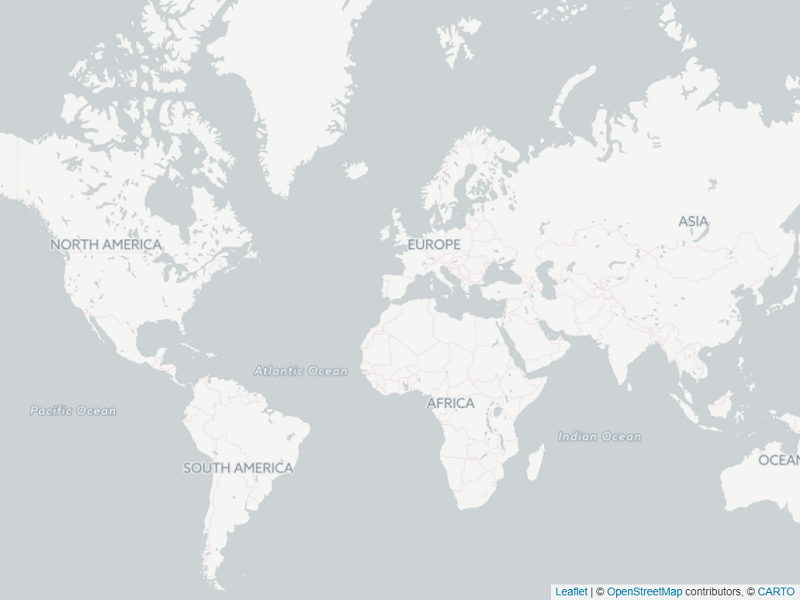 ASIA
NORTH AMERICA
EUROPE
Atlantic Ocean
AFRICA
Pacific Ocean
Indian Ocean
OCEAN
SOUTH AMERICA
Leaflet | © OpenStreetMap contributors, © CARTO